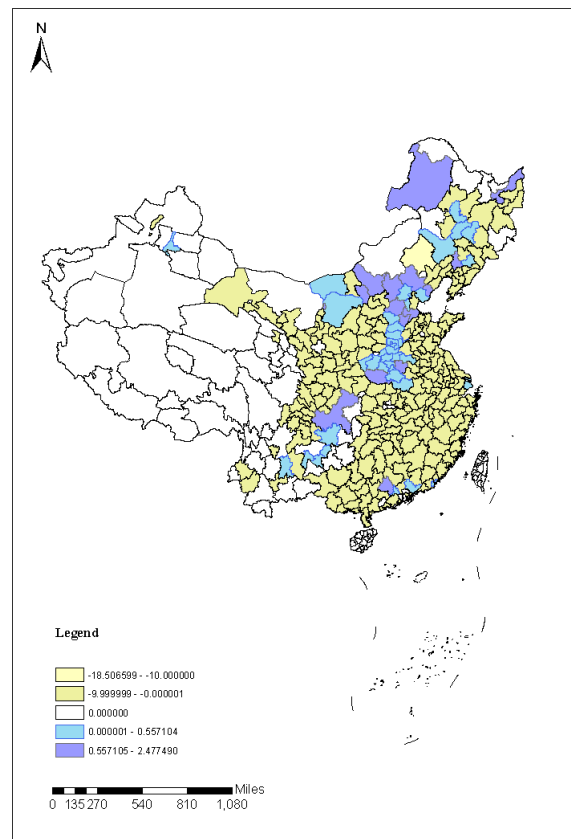 N
Legend
-18.506599 - -10.000000
-9.999999 - -0.000001
0.000000
0.000001 - 0.557104
0.557105 - 2.477490
Miles
0 135 270 540 810 1,080